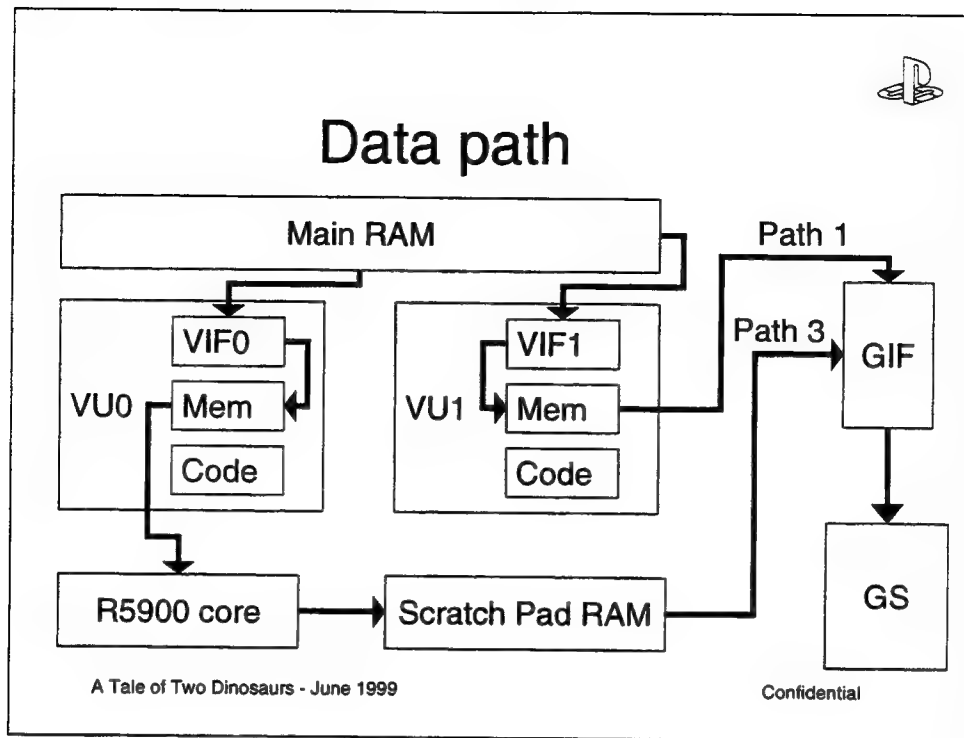 Data path
Main RAM
Path 1
VIF0
VIF1
Path 3
GIF
VU0
Mem
VU1
Mem
Code
Code
R5900 core
Scratch Pad RAM
GS
A Tale of Two Dinosaurs - June 1999
Confidential